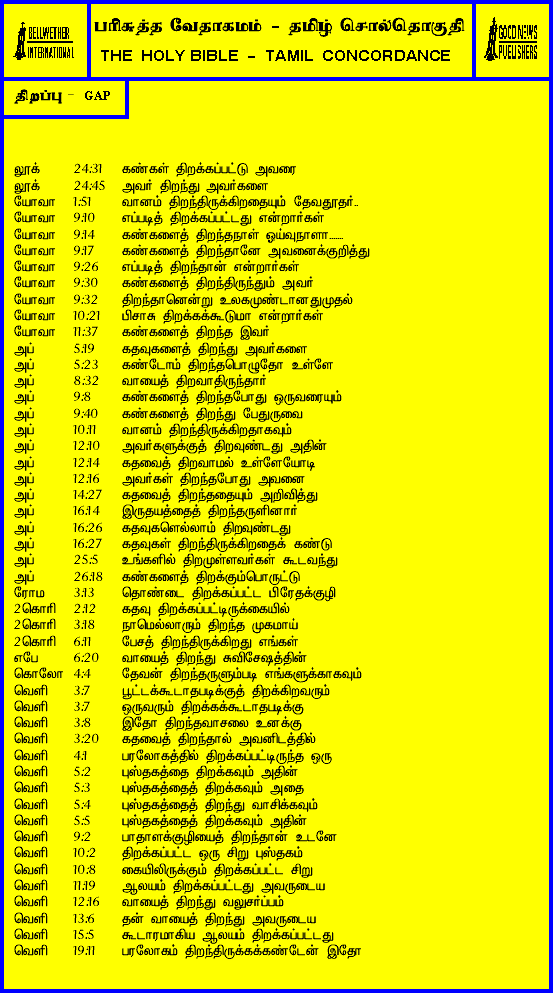 BELLWETHER
INTERNATIONAL
பரிசுத்த வேதாகமம் - தமிழ் சொல்தொகுதி
THE HOLY BIBLE - TAMIL CONCORDANCE
GOOD NEWS
PUBLISHERS
திறப்பு - GAP
லூக் 24:31 கண்கள் திறக்கப்பட்டு அவரை
லூக் 24:45 அவர் திறந்து அவர்களை
யோவா 1:51 வானம் திறந்திருக்கிறதையும் தேவதூதர்..
யோவா 9:10 எப்படித் திறக்கப்பட்டது என்றார்கள்
யோவா 9:14 கண்களைத் திறந்தநாள் ஓய்வுநாளா.......
யோவா 9:17 கண்களைத் திறந்தானே அவனைக்குறித்து
யோவா 9:26 எப்படித் திறந்தான் என்றார்கள்
யோவா 9:30 கண்களைத் திறந்திருந்தும் அவர்
யோவா 9:32 திறந்தானென்று உலகமுண்டானதுமுதல்
யோவா 10:21 பிசாசு திறக்கக்கூடுமா என்றார்கள்
யோவா 11:37 கண்களைத் திறந்த இவர்
அப் 5:19 கதவுகளைத் திறந்து அவர்களை
அப் 5:23 கண்டோம் திறந்தபொழுதோ உள்ளே
அப் 8:32 வாயைத் திறவாதிருந்தார்
அப் 9:8 கண்களைத் திறந்தபோது ஒருவரையும்
அப் 9:40 கண்களைத் திறந்து பேதுருவை
அப் 10:11 வானம் திறந்திருக்கிறதாகவும்
அப் 12:10 அவர்களுக்குத் திறவுண்டது அதின்
அப் 12:14 கதவைத் திறவாமல் உள்ளேயோடி
அப் 12:16 அவர்கள் திறந்தபோது அவனை
அப் 14:27 கதவைத் திறந்ததையும் அறிவித்து
அப் 16:14 இருதயத்தைத் திறந்தருளினார்
அப் 16:26 கதவுகளெல்லாம் திறவுண்டது
அப் 16:27 கதவுகள் திறந்திருக்கிறதைக் கண்டு
அப் 25:5 உங்களில் திறமுள்ளவர்கள் கூடவந்து
அப் 26:18 கண்களைத் திறக்கும்பொருட்டு
ரோம 3:13 தொண்டை திறக்கப்பட்ட பிரேதக்குழி
2கொரி 2:12 கதவு திறக்கப்பட்டிருக்கையில்
2கொரி 3:18 நாமெல்லாரும் திறந்த முகமாய்
2கொரி 6:11 பேசத் திறந்திருக்கிறது எங்கள்
எபே 6:20 வாயைத் திறந்து சுவிசேஷத்தின்
கொலோ 4:4 தேவன் திறந்தருளும்படி எங்களுக்காகவும்
வெளி 3:7 பூட்டக்கூடாதபடிக்குத் திறக்கிறவரும்
வெளி 3:7 ஒருவரும் திறக்கக்கூடாதபடிக்கு
வெளி 3:8 இதோ திறந்தவாசலை உனக்கு
வெளி 3:20 கதவைத் திறந்தால் அவனிடத்தில்
வெளி 4:1 பரலோகத்தில் திறக்கப்பட்டிருந்த ஒரு
வெளி 5:2 புஸ்தகத்தை திறக்கவும் அதின்
வெளி 5:3 புஸ்தகத்தைத் திறக்கவும் அதை
வெளி 5:4 புஸ்தகத்தைத் திறந்து வாசிக்கவும்
வெளி 5:5 புஸ்தகத்தைத் திறக்கவும் அதின்
வெளி 9:2 பாதாளக்குழியைத் திறந்தான் உடனே
வெளி 10:2 திறக்கப்பட்ட ஒரு சிறு புஸ்தகம்
வெளி 10:8 கையிலிருக்கும் திறக்கப்பட்ட சிறு
வெளி 11:19 ஆலயம் திறக்கப்பட்டது அவருடைய
வெளி 12:16 வாயைத் திறந்து வலுசர்ப்பம்
வெளி 13:6 தன் வாயைத் திறந்து அவருடைய
வெளி 15:5 கூடாரமாகிய ஆலயம் திறக்கப்பட்டது
வெளி 19:11 பரலோகம் திறந்திருக்கக்கண்டேன் இதோ